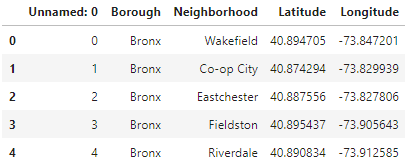 Unnamed: 0 Borough Neighborhood Latitude Longitude
0 0 Bronx Wakefield 40.894705 -73.847201
1 1 Bronx Co-op City 40.874294 -73.829939
2 2 Bronx Eastchester 40.887556 -73.827806
3 3 Bronx Fieldston 40.895437 -73.905643
4 4 Bronx Riverdale 40.890834 -73.912585